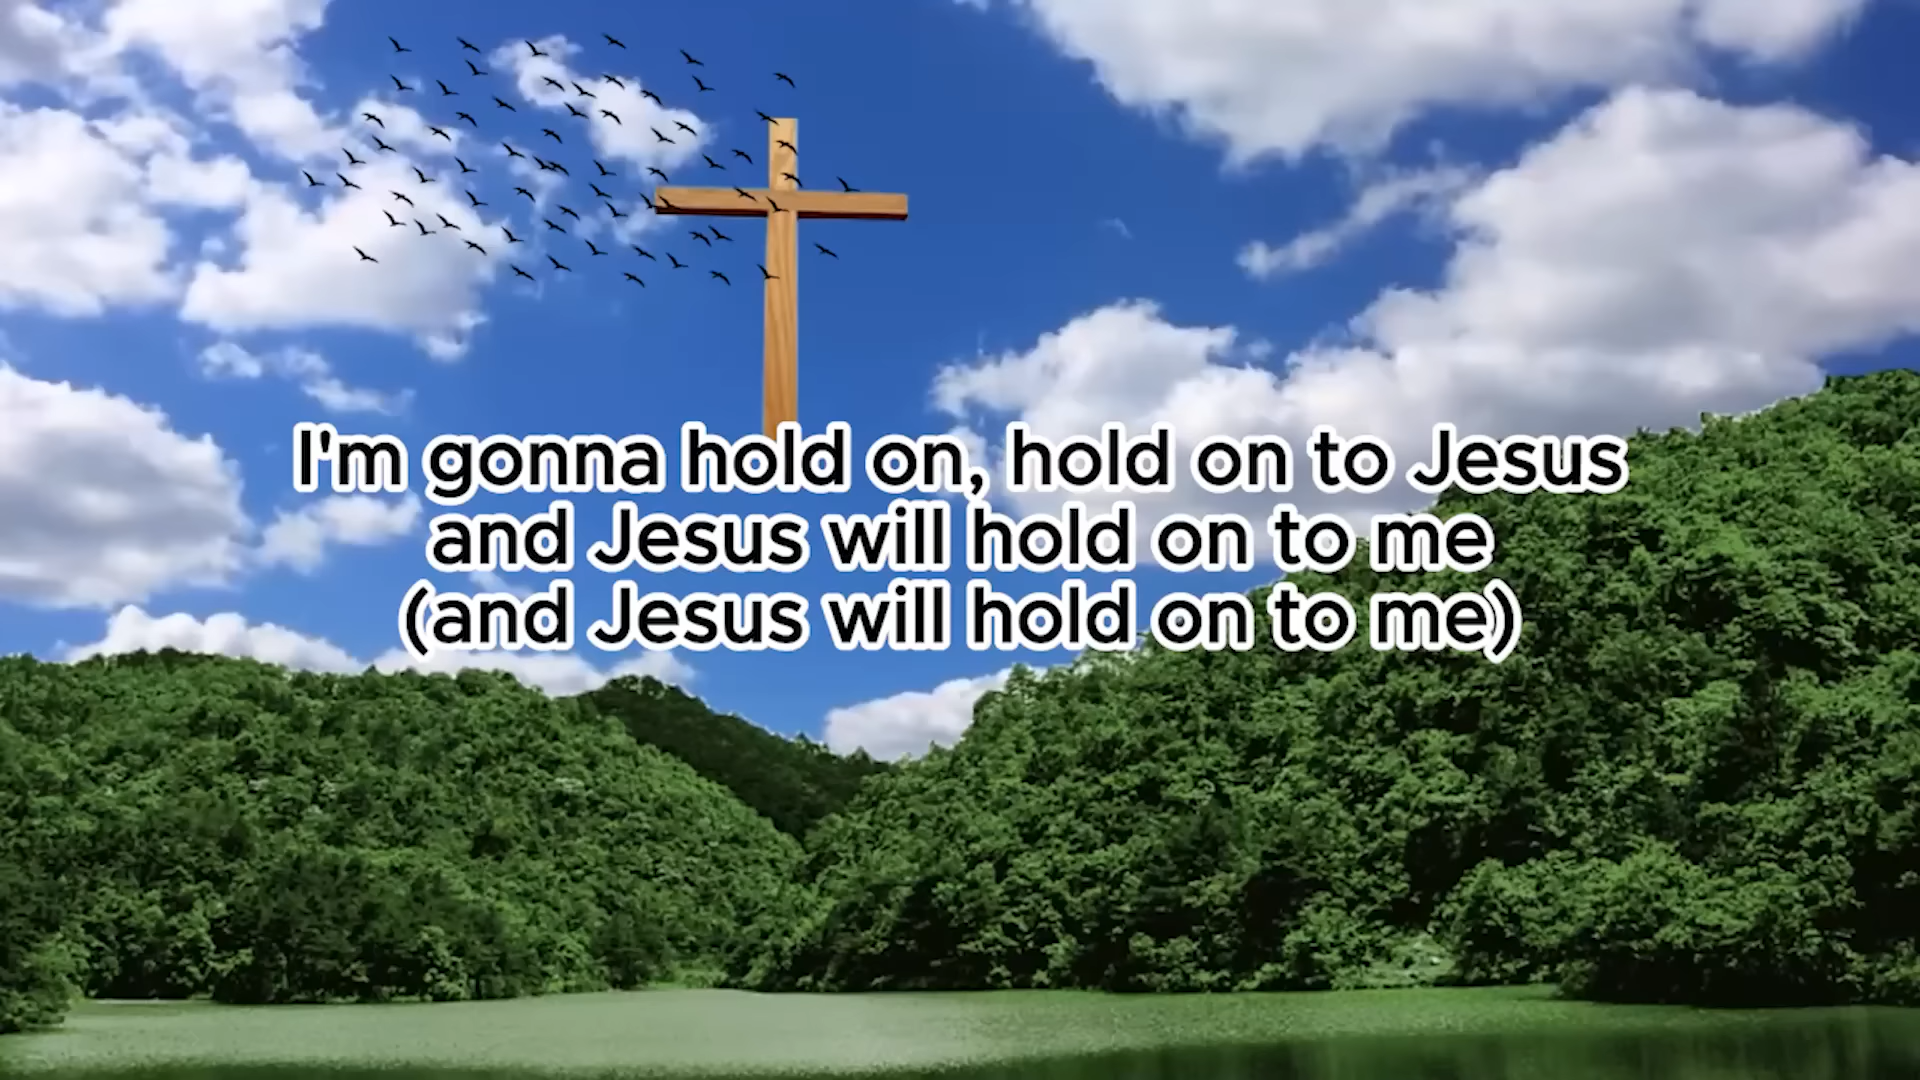 I'm gonna hold on, hold on to Jesus
and Jesus will hold on to me
(and Jesus will hold on to me)